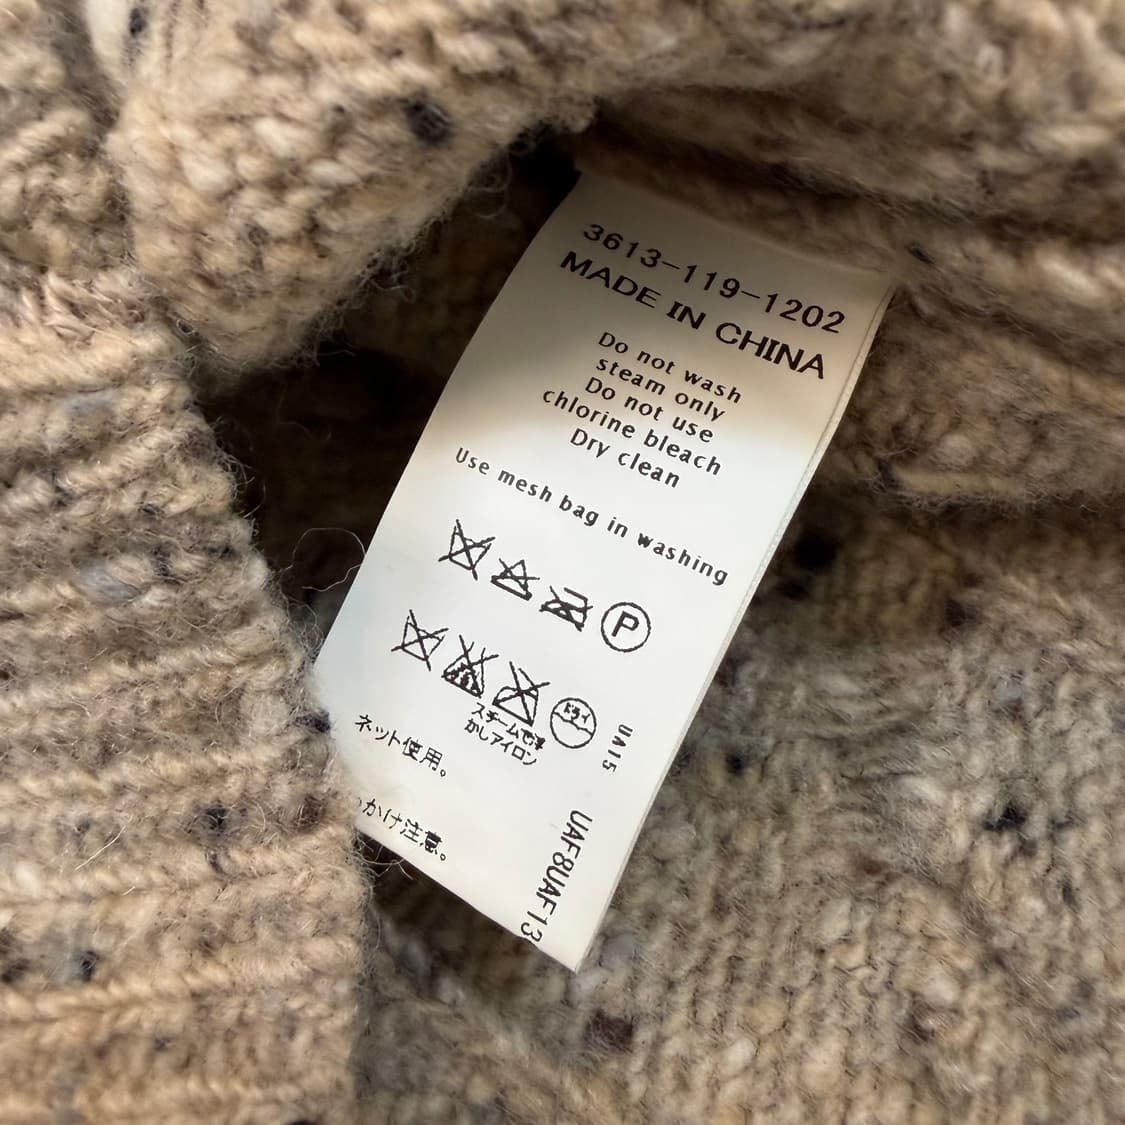 3613-119-1202
MADE IN CHINA
Do not wash
steam only
Do not use
chlorine bleach
Dry clean
Use mesh bag in washing
P
ドライ
スチームで浮
かしアイロン
UA15
ネット使用。
かけ注意。
UAF8UAF13